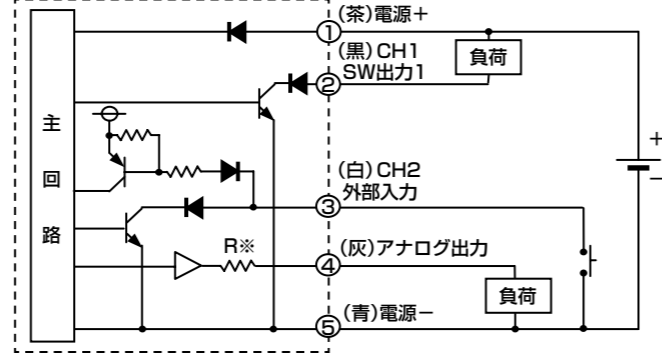 主回路
① (茶)電源+
② (黒)CH1
SW出力1
負荷
③ (白)CH2
外部入力
R※
④ (灰)アナログ出力
負荷
⑤ (青)電源−
+
−